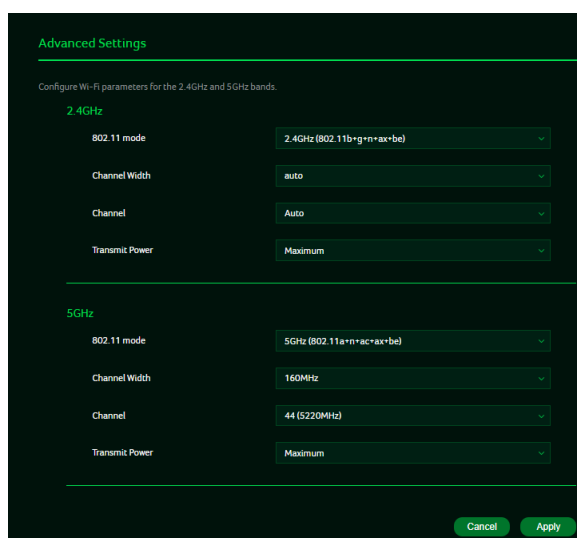 Advanced Settings
Configure Wi-Fi parameters for the 2.4GHz and 5GHz bands.
2.4GHz
802.11 mode 2.4GHz (802.11b+g+n+ax+be)
Channel Width auto
Channel Auto
Transmit Power Maximum
5GHz
802.11 mode 5GHz (802.11a+n+ac+ax+be)
Channel Width 160MHz
Channel 44 (5220MHz)
Transmit Power Maximum
Cancel Apply